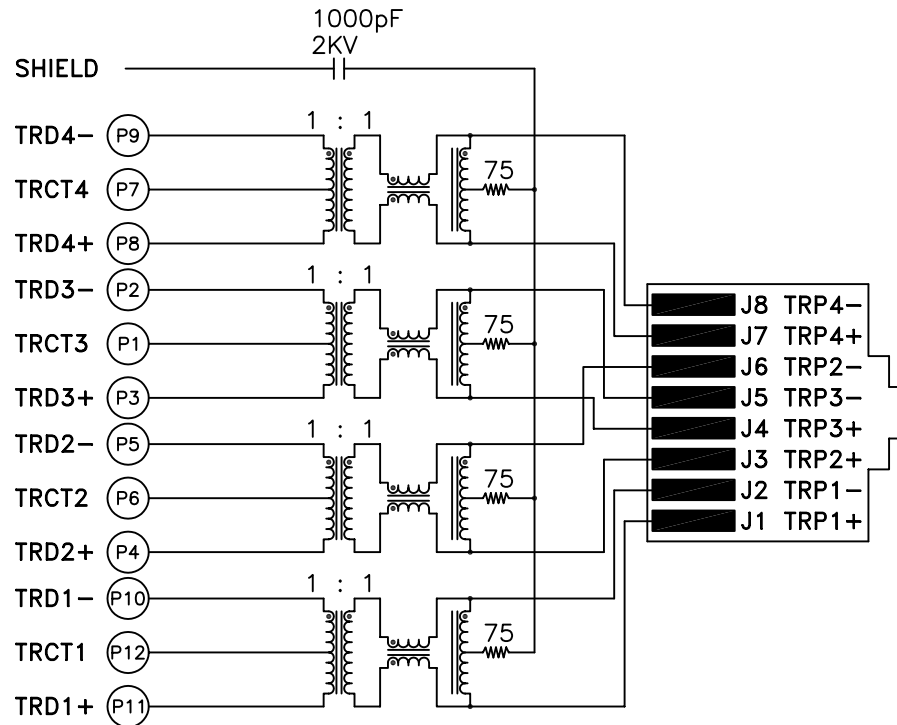 1000pF
2KV
SHIELD
1 : 1
TRD4- P9
75
TRCT4 P7
TRD4+ P8
1 : 1
TRD3- P2
75
TRCT3 P1
TRD3+ P3
1 : 1
TRD2- P5
75
TRCT2 P6
TRD2+ P4
1 : 1
TRD1- P10
75
TRCT1 P12
TRD1+ P11
J8 TRP4-
J7 TRP4+
J6 TRP2-
J5 TRP3-
J4 TRP3+
J3 TRP2+
J2 TRP1-
J1 TRP1+